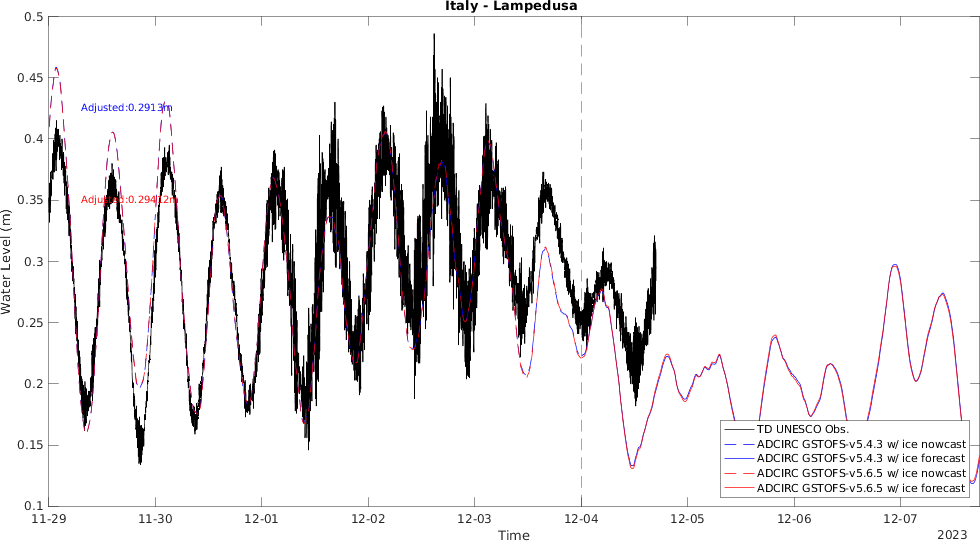 Italy - Lampedusa
0.5
0.45
0.4
0.35
0.3
0.25
0.2
0.15
0.1
Water Level (m)
Adjusted:0.2913m
Adjusted:0.29412m
TD UNESCO Obs.
ADCIRC GSTOFS-v5.4.3 w/ ice nowcast
ADCIRC GSTOFS-v5.4.3 w/ ice forecast
ADCIRC GSTOFS-v5.6.5 w/ ice nowcast
ADCIRC GSTOFS-v5.6.5 w/ ice forecast
11-29 11-30 12-01 12-02 12-03 12-04 12-05 12-06 12-07
Time
2023